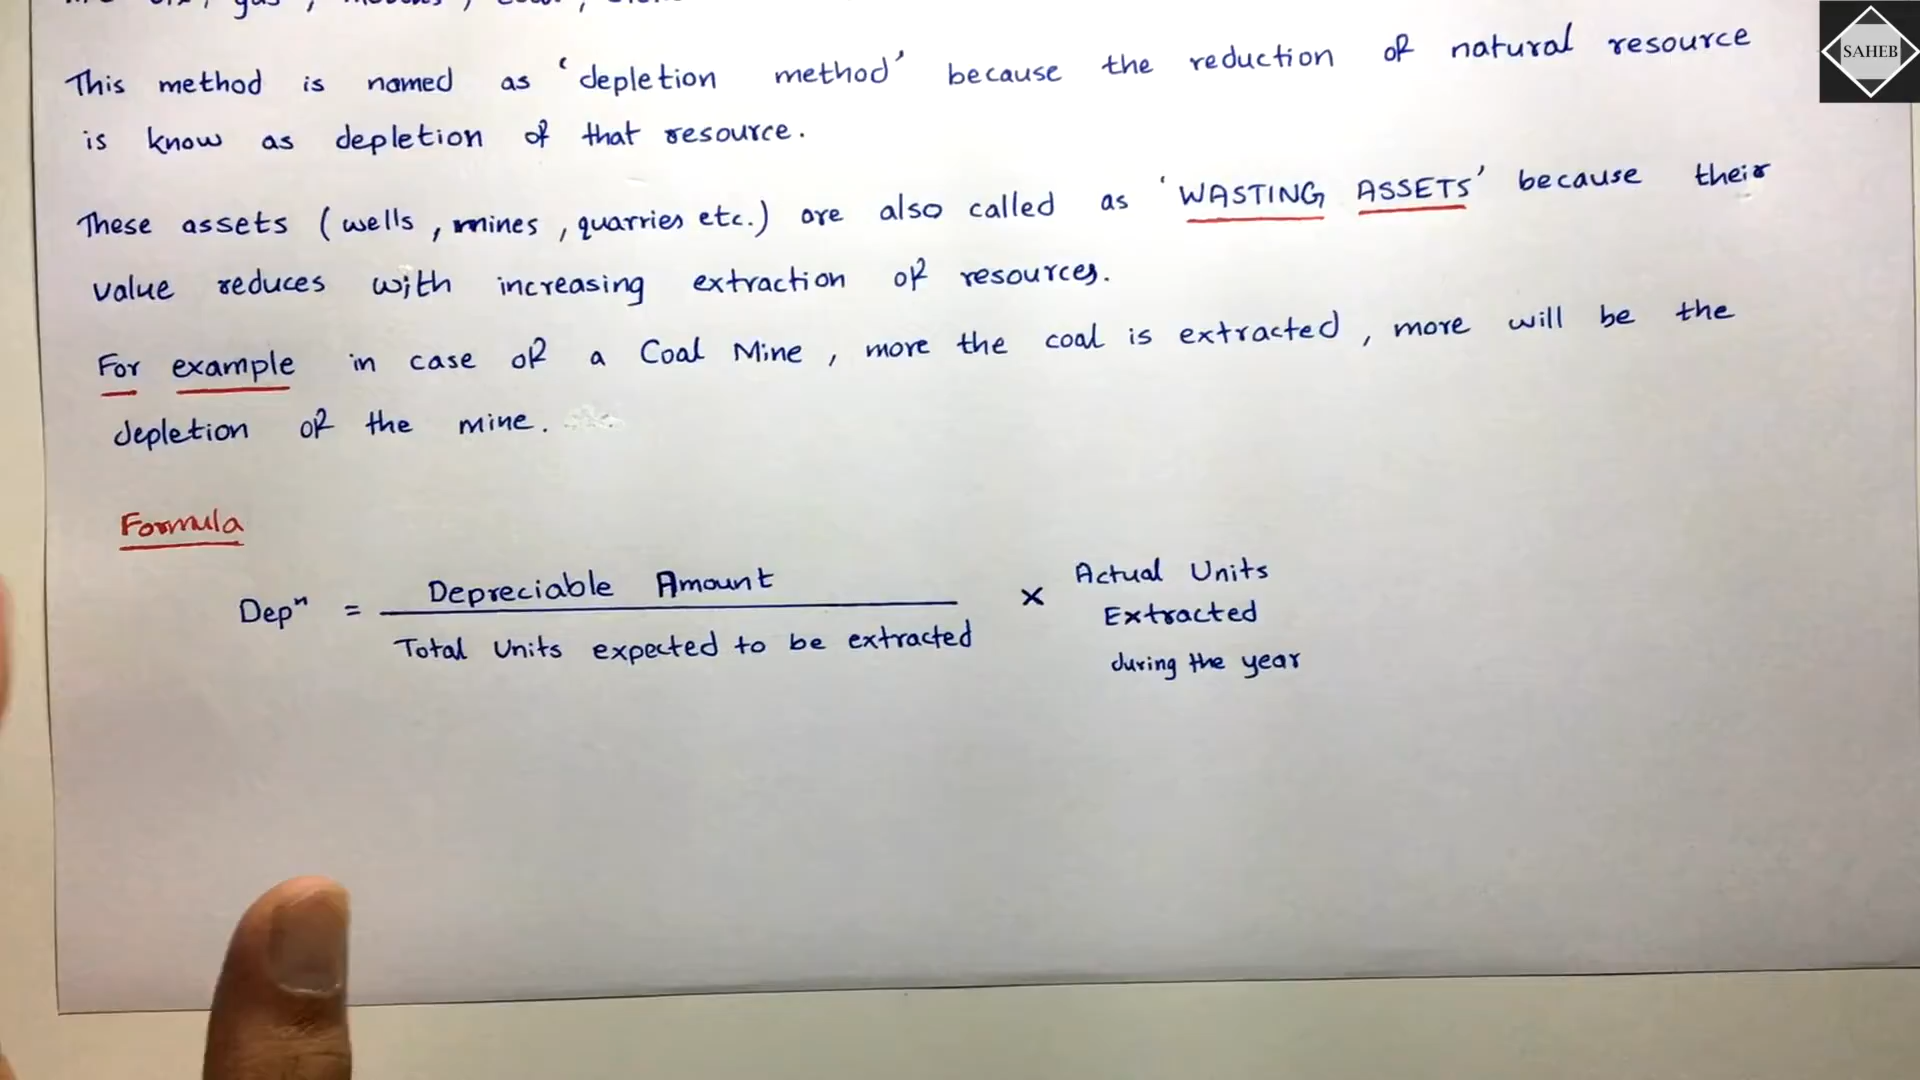 gas,
This method is named as 'depletion method' because the reduction of natural resource
is know as depletion of that resource.
These assets (wells, mines, quarries etc.) are also called as 'WASTING ASSETS' because their
value reduces with increasing extraction of resources.
For example in case of a Coal Mine, more the coal is extracted, more will be the
depletion of the mine.
Formula
Depⁿ = Depreciable Amount × Actual Units
Total Units expected to be extracted Extracted
during the year
SAHEB